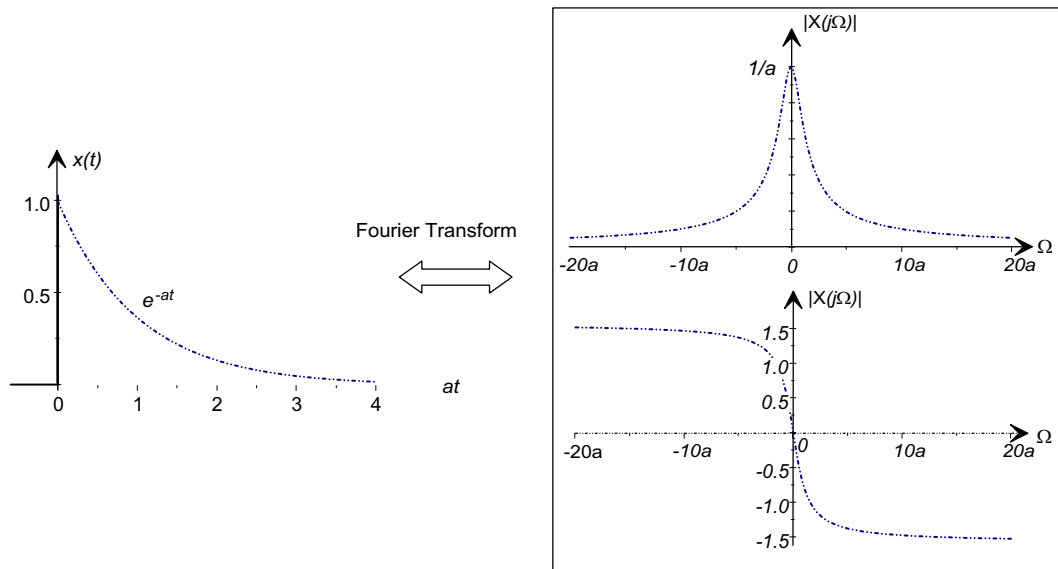 x(t)
1.0
0.5
e^-at
0 1 2 3 4
at
Fourier Transform
|X(jΩ)|
1/a
Ω
-20a -10a 0 10a 20a
|X(jΩ)|
1.5
1.0
0.5
Ω
-20a -10a 0 10a 20a
-0.5
-1.0
-1.5